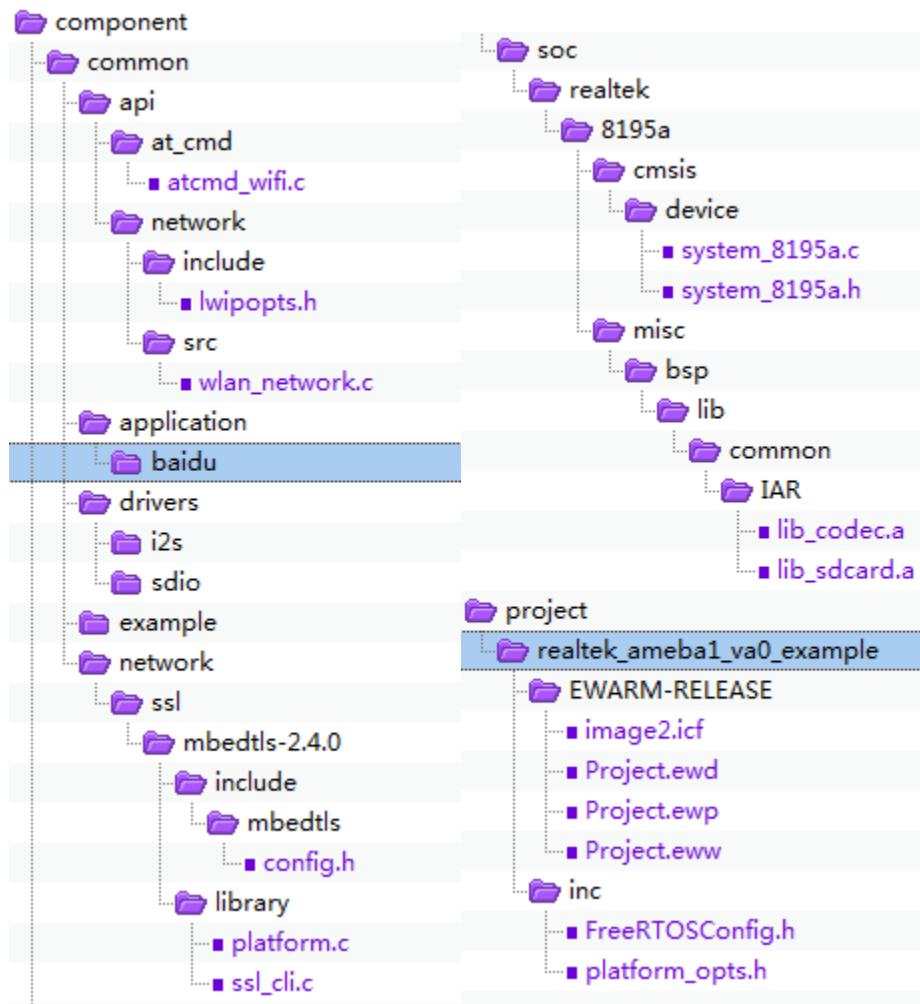 component
common
api
at_cmd
atcmd_wifi.c
network
include
lwipopts.h
src
wlan_network.c
application
baidu
drivers
i2s
sdio
example
network
ssl
mbedtls-2.4.0
include
mbedtls
config.h
library
platform.c
ssl_cli.c
soc
realtek
8195a
cmsis
device
system_8195a.c
system_8195a.h
misc
bsp
lib
common
IAR
lib_codec.a
lib_sdcard.a
project
realtek_ameba1_va0_example
EWARM-RELEASE
image2.icf
Project.ewd
Project.ewp
Project.eww
inc
FreeRTOSConfig.h
platform_opts.h